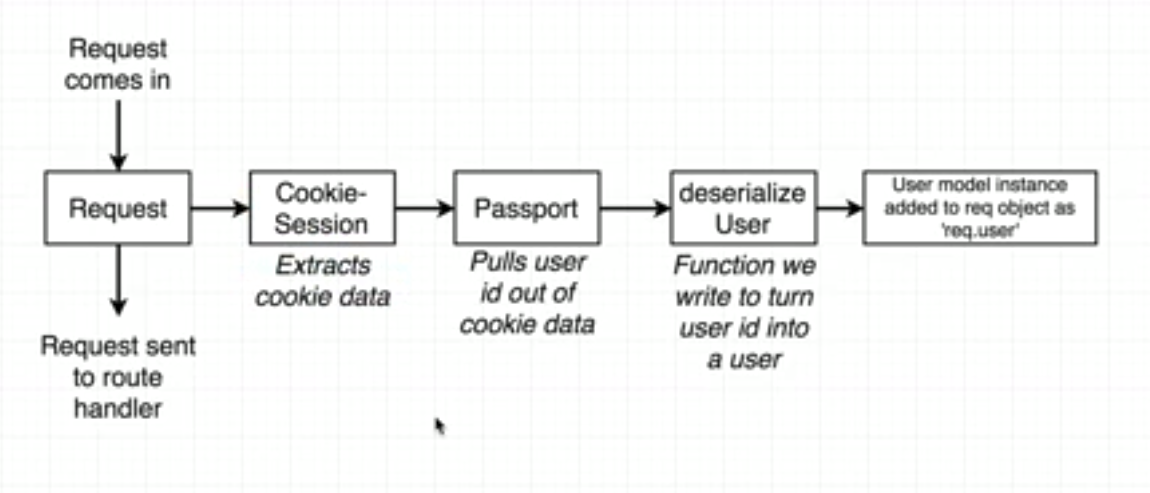 Request
comes in
Request
Cookie-
Session
Extracts
cookie data
Passport
Pulls user
id out of
cookie data
deserialize
User
Function we
write to turn
user id into
a user
User model instance
added to req object as
'req.user'
Request sent
to route
handler